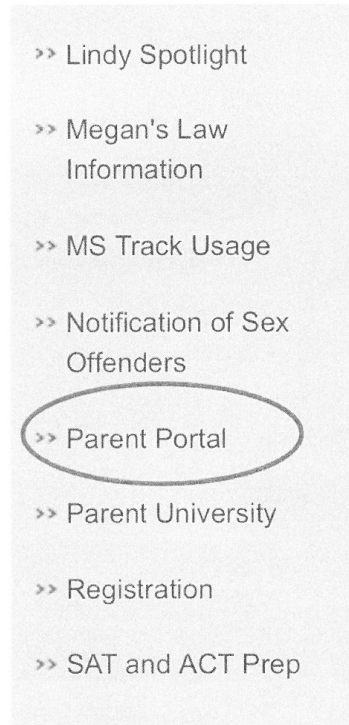 >> Lindy Spotlight
>> Megan's Law
Information
>> MS Track Usage
>> Notification of Sex
Offenders
>> Parent Portal
>> Parent University
>> Registration
>> SAT and ACT Prep